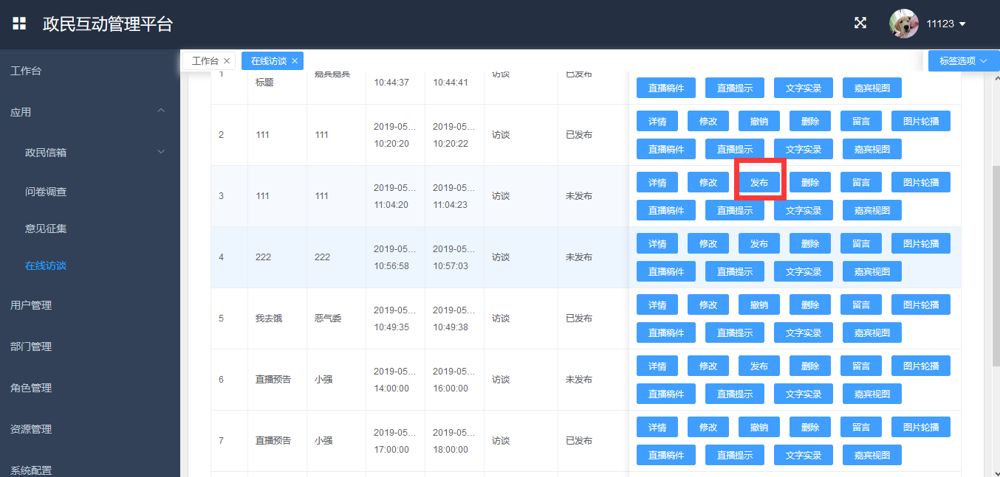 政民互动管理平台
11123
工作台
应用
政民信箱
问卷调查
意见征集
在线访谈
用户管理
部门管理
角色管理
资源管理
系统配置
工作台 × 在线访谈 × 标签选项
1 标题 嘉宾嘉宾 10:44:37 10:44:41 访谈 已发布
直播稿件 直播提示 文字实录 嘉宾视图
2 111 111 2019-05... 2019-05... 访谈 已发布 详情 修改 撤销 删除 留言 图片轮播
10:20:20 10:20:22 直播稿件 直播提示 文字实录 嘉宾视图
3 111 111 2019-05... 2019-05... 访谈 未发布 详情 修改 发布 删除 留言 图片轮播
11:04:20 11:04:23 直播稿件 直播提示 文字实录 嘉宾视图
4 222 222 2019-05... 2019-05... 访谈 未发布 详情 修改 发布 删除 留言 图片轮播
10:56:58 10:57:03 直播稿件 直播提示 文字实录 嘉宾视图
5 我去饿 恶气委 2019-05... 2019-05... 访谈 已发布 详情 修改 撤销 删除 留言 图片轮播
10:49:35 10:49:38 直播稿件 直播提示 文字实录 嘉宾视图
6 直播预告 小强 2019-05... 2019-05... 访谈 未发布 详情 修改 发布 删除 留言 图片轮播
14:00:00 16:00:00 直播稿件 直播提示 文字实录 嘉宾视图
7 直播预告 小强 2019-05... 2019-05... 访谈 已发布 详情 修改 撤销 删除 留言 图片轮播
17:00:00 18:00:00 直播稿件 直播提示 文字实录 嘉宾视图